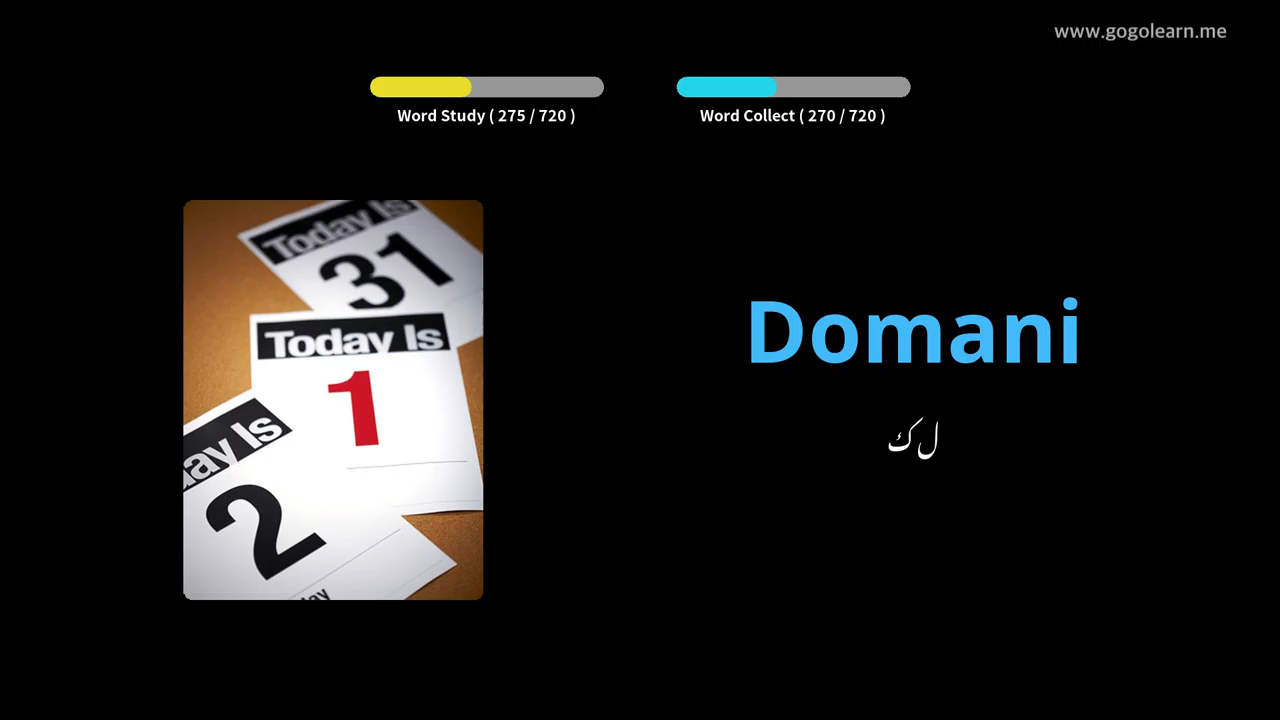 www.gogolearn.me
Word Study ( 275 / 720 )
Word Collect ( 270 / 720 )
Today Is
31
Today Is
1
ay Is
2
Domani
ل ك